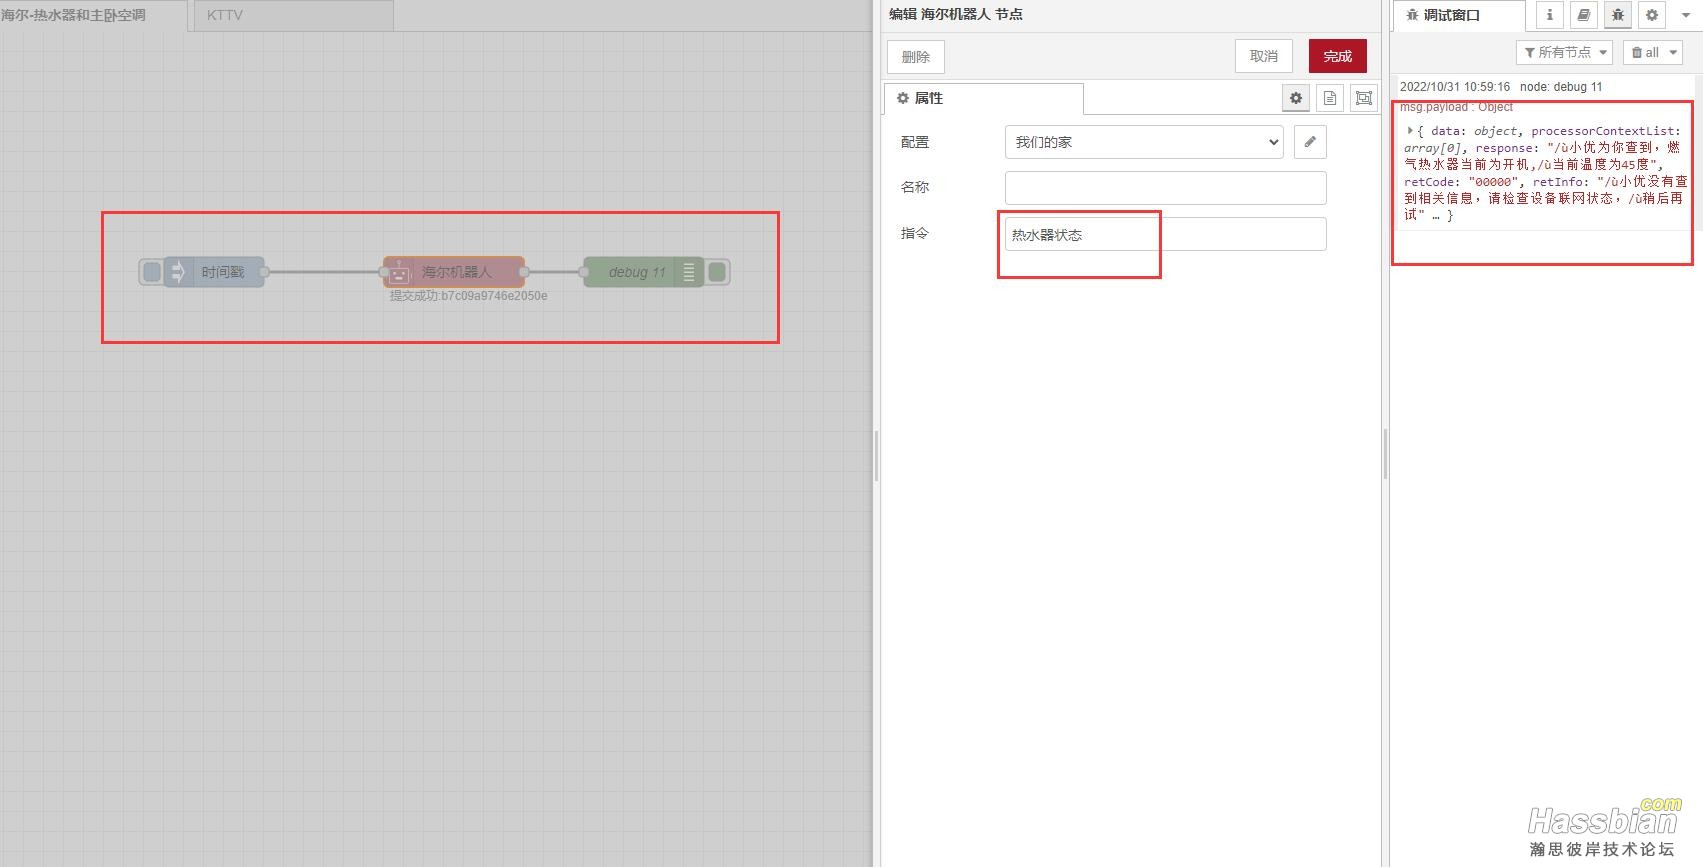 海尔-热水器和主卧空调
KTTV
时间戳
海尔机器人
debug 11
提交成功:b7c09a9746e2050e
编辑 海尔机器人 节点
删除
取消
完成
属性
配置
我们的家
名称
指令
热水器状态
调试窗口
i
所有节点
all
2022/10/31 10:59:16 node: debug 11
msg.payload : Object
{ data: object, processorContextList:
array[0], response: "/ù小优为你查到，燃
气热水器当前为开机,/ù当前温度为45度",
retCode: "00000", retInfo: "/ù小优没有查
到相关信息，请检查设备联网状态，/ù稍后再
试" … }
.com
Hassbian
瀚思彼岸技术论坛